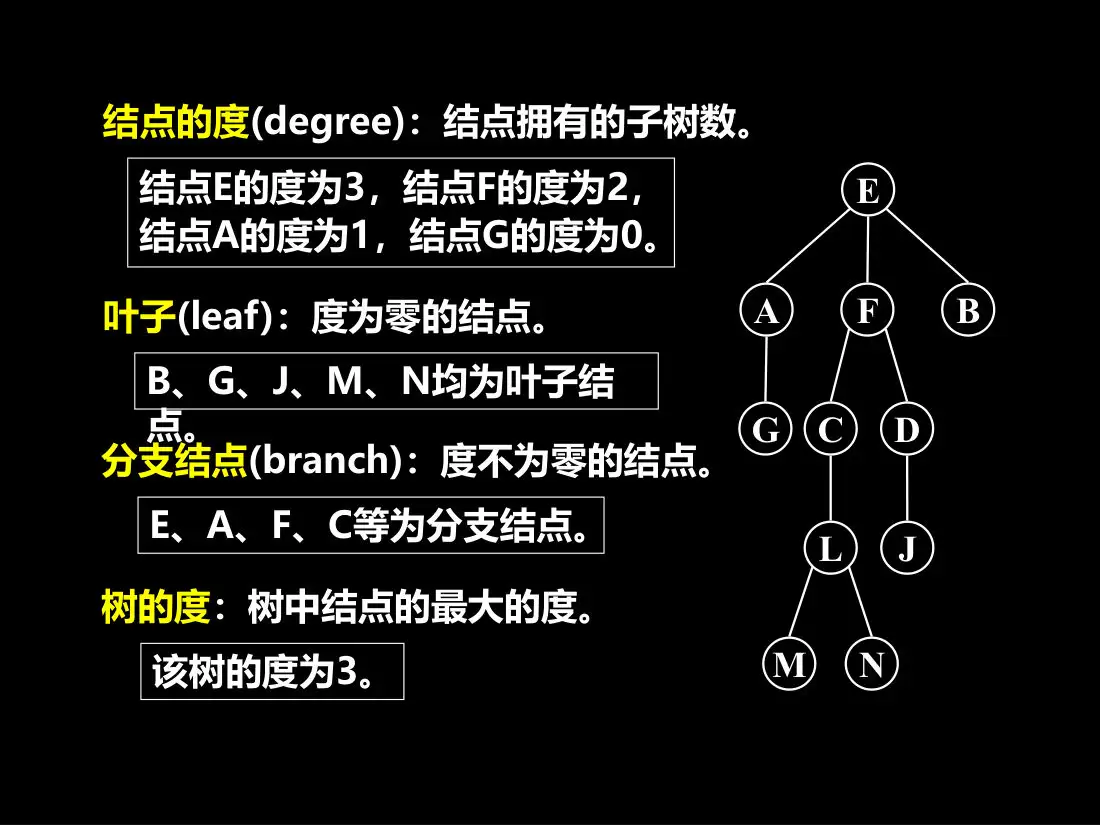 结点的度(degree)：结点拥有的子树数。
结点E的度为3，结点F的度为2，
结点A的度为1，结点G的度为0。
叶子(leaf)：度为零的结点。
B、G、J、M、N均为叶子结
点。
分支结点(branch)：度不为零的结点。
E、A、F、C等为分支结点。
树的度：树中结点的最大的度。
该树的度为3。
E
A F B
G C D
L J
M N